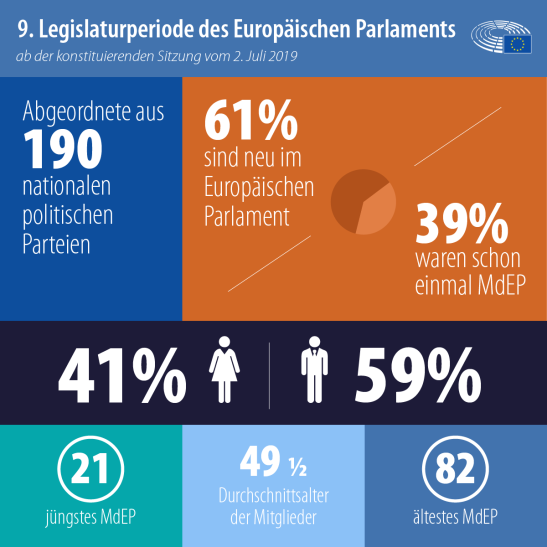 9. Legislaturperiode des Europäischen Parlaments
ab der konstituierenden Sitzung vom 2. Juli 2019
Abgeordnete aus
190
nationalen
politischen
Parteien
61%
sind neu im
Europäischen
Parlament
39%
waren schon
einmal MdEP
41%
59%
21
jüngstes MdEP
49 ½
Durchschnittsalter
der Mitglieder
82
ältestes MdEP